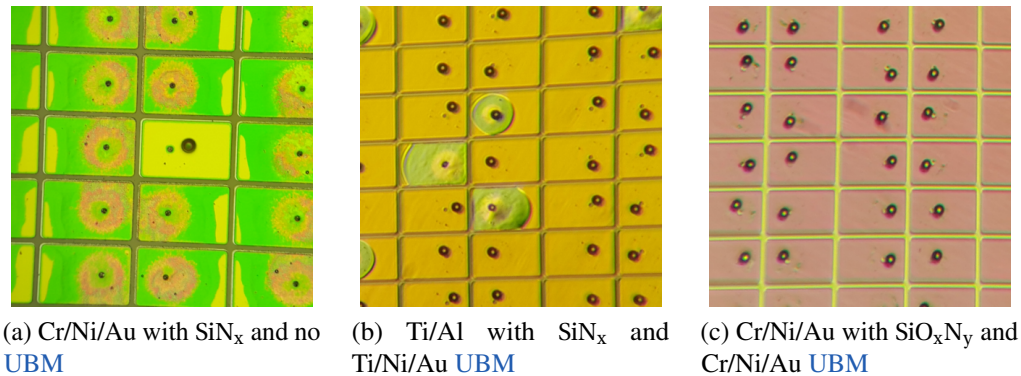 (a) Cr/Ni/Au with SiNx and no
UBM
(b) Ti/Al with SiNx and
Ti/Ni/Au UBM
(c) Cr/Ni/Au with SiOxNy and
Cr/Ni/Au UBM